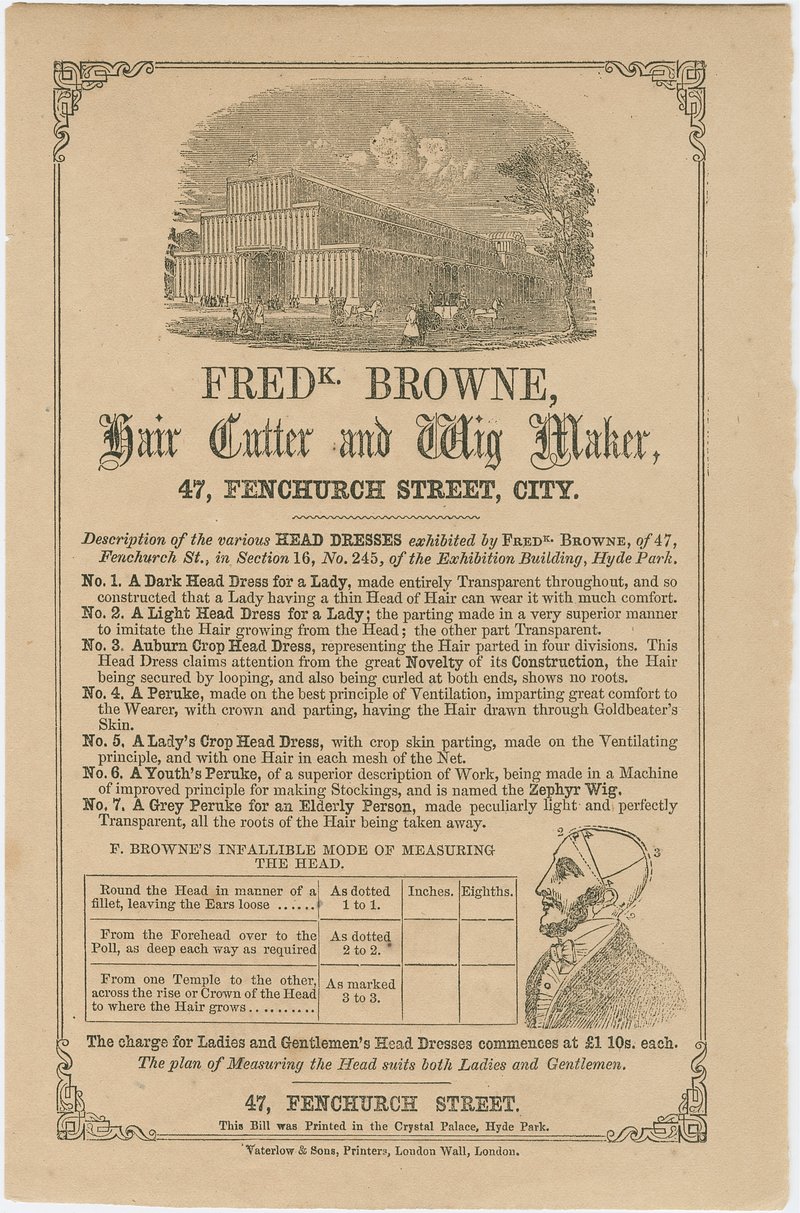 FREDK. BROWNE,
Hair Cutter and Wig Maker,
47, FENCHURCH STREET, CITY.
Description of the various HEAD DRESSES exhibited by FREDK. BROWNE, of 47,
Fenchurch St., in Section 16, No. 245, of the Exhibition Building, Hyde Park.
No. 1. A Dark Head Dress for a Lady, made entirely Transparent throughout, and so
constructed that a Lady having a thin Head of Hair can wear it with much comfort.
No. 2. A Light Head Dress for a Lady; the parting made in a very superior manner
to imitate the Hair growing from the Head; the other part Transparent.
No. 3. Auburn Crop Head Dress, representing the Hair parted in four divisions. This
Head Dress claims attention from the great Novelty of its Construction, the Hair
being secured by looping, and also being curled at both ends, shows no roots.
No. 4. A Peruke, made on the best principle of Ventilation, imparting great comfort to
the Wearer, with crown and parting, having the Hair drawn through Goldbeater's
Skin.
No. 5. A Lady's Crop Head Dress, with crop skin parting, made on the Ventilating
principle, and with one Hair in each mesh of the Net.
No. 6. A Youth's Peruke, of a superior description of Work, being made in a Machine
of improved principle for making Stockings, and is named the Zephyr Wig.
No. 7. A Grey Peruke for an Elderly Person, made peculiarly light and perfectly
Transparent, all the roots of the Hair being taken away.
F. BROWNE'S INFALLIBLE MODE OF MEASURING
THE HEAD.
Round the Head in manner of a
fillet, leaving the Ears loose ......
As dotted
1 to 1.
Inches.
Eighths.
From the Forehead over to the
Poll, as deep each way as required
As dotted
2 to 2.
From one Temple to the other,
across the rise or Crown of the Head
to where the Hair grows..........
As marked
3 to 3.
2
3
The charge for Ladies and Gentlemen's Head Dresses commences at £1 10s. each.
The plan of Measuring the Head suits both Ladies and Gentlemen.
47, FENCHURCH STREET.
This Bill was Printed in the Crystal Palace, Hyde Park.
Waterlow & Sons, Printers, London Wall, London.